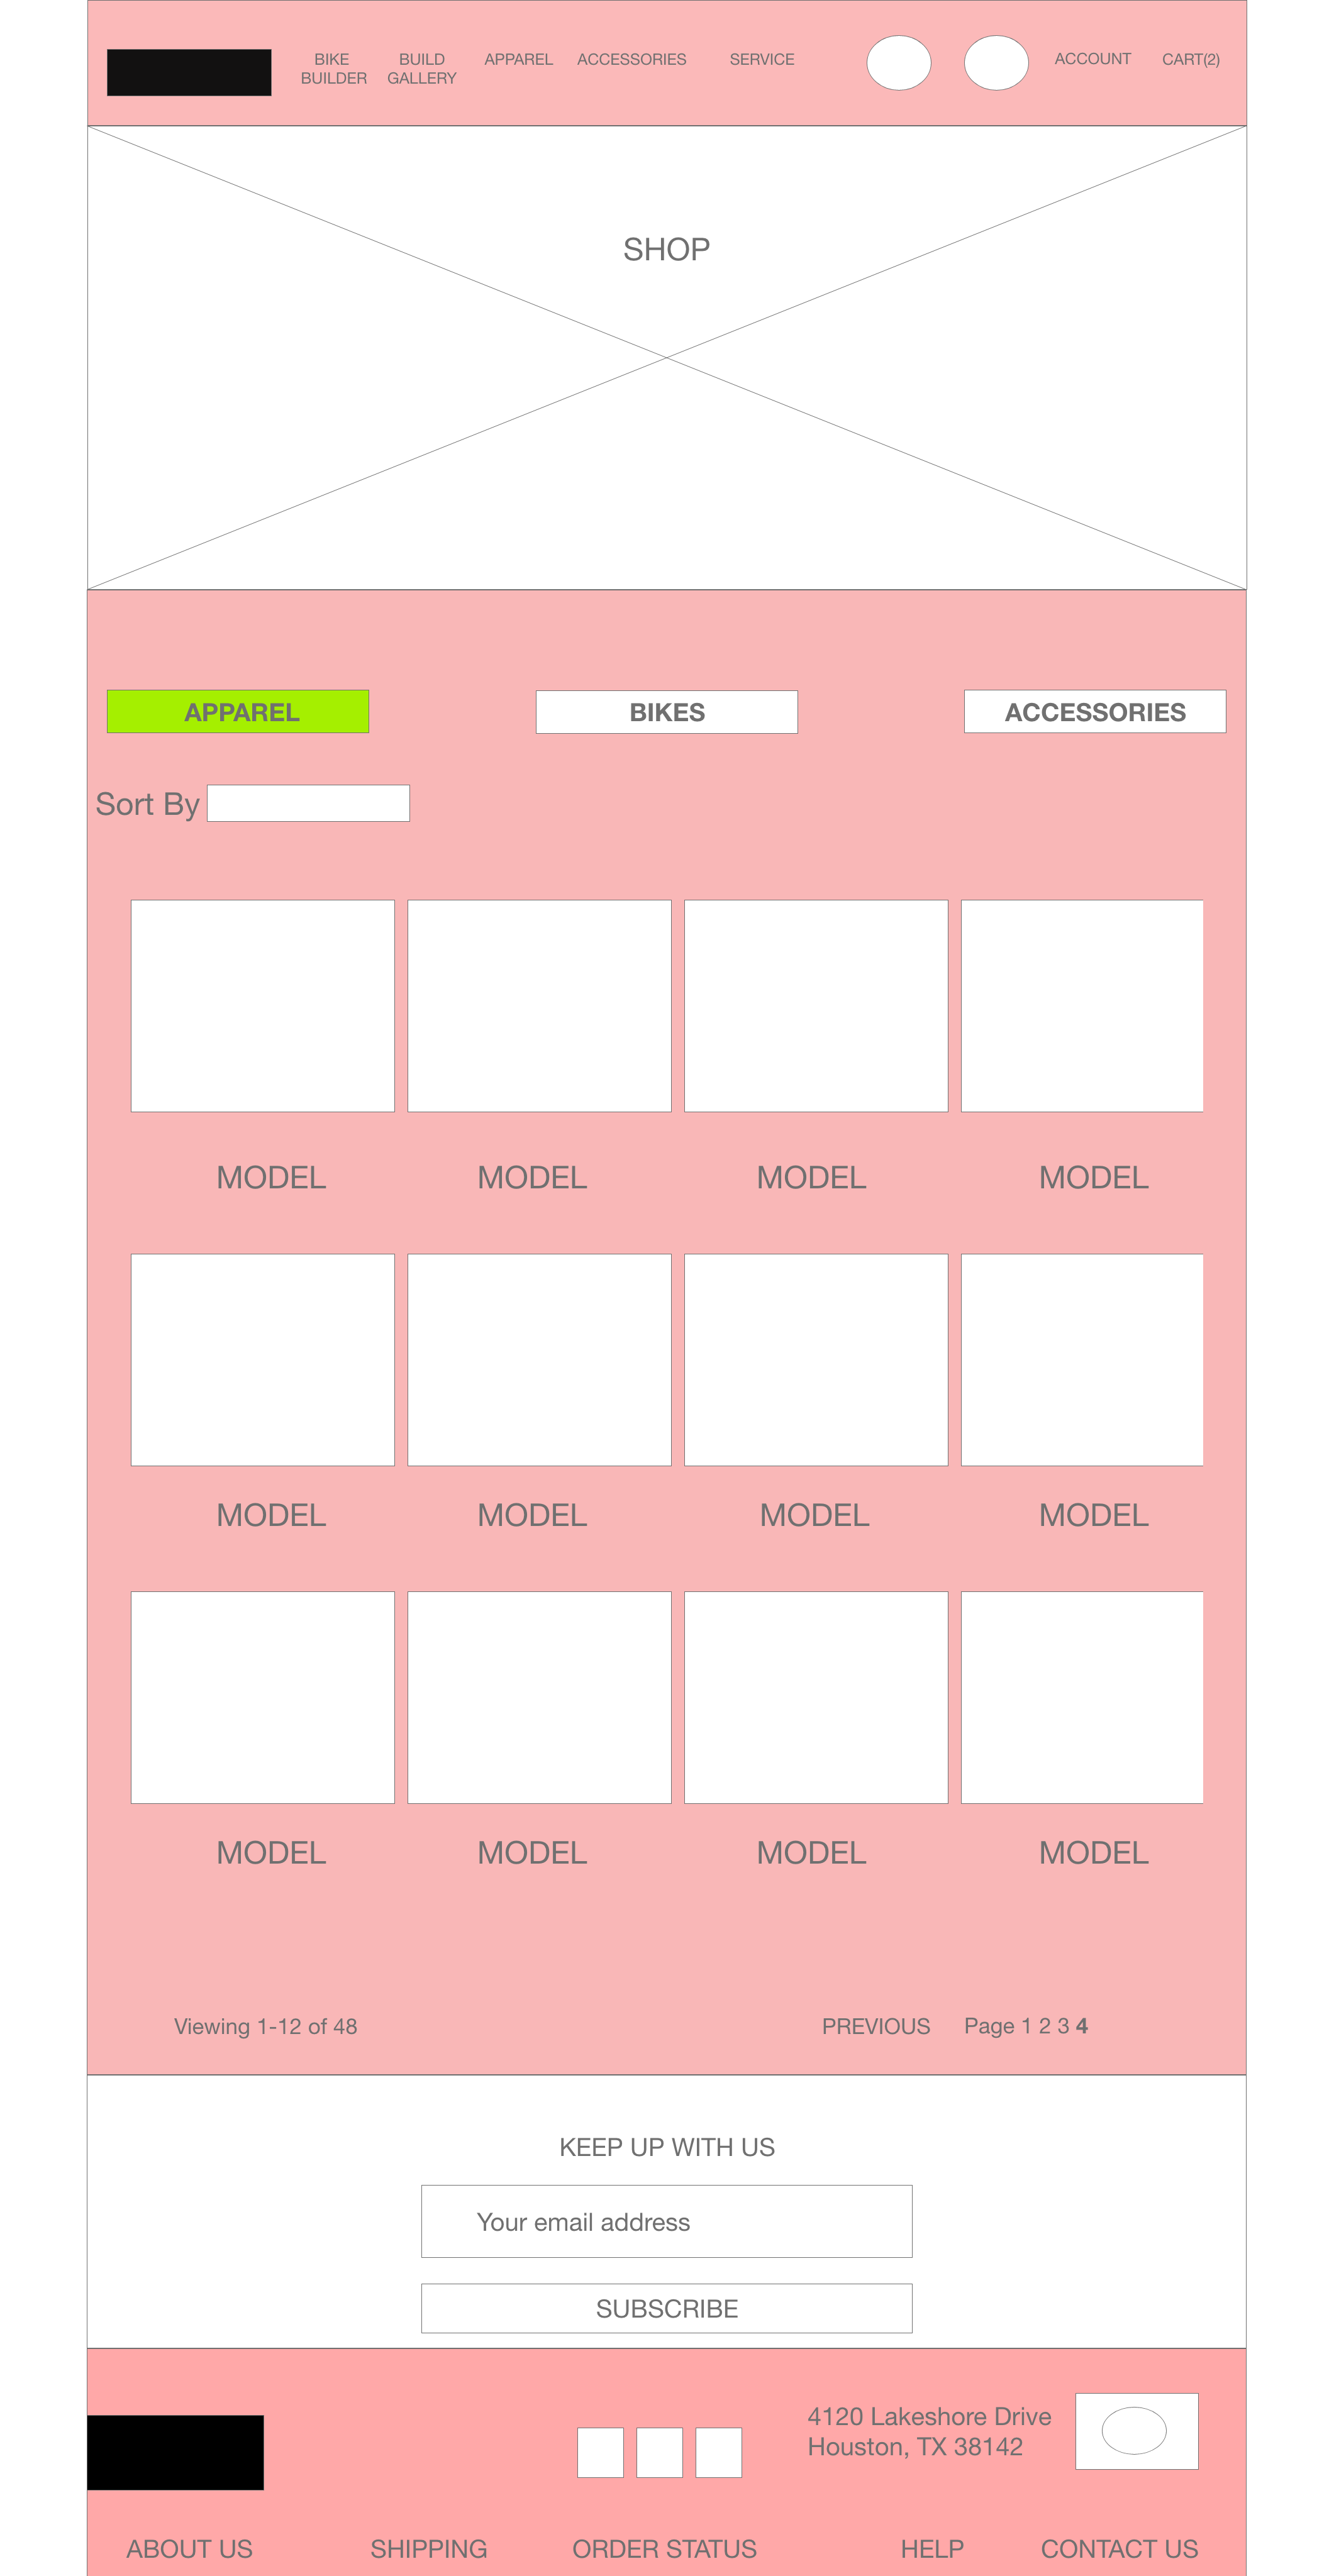 BIKE BUILDER
BUILD GALLERY
APPAREL
ACCESSORIES
SERVICE
ACCOUNT
CART(2)
SHOP
APPAREL
BIKES
ACCESSORIES
Sort By
MODEL MODEL MODEL MODEL
MODEL MODEL MODEL MODEL
MODEL MODEL MODEL MODEL
Viewing 1-12 of 48
PREVIOUS
Page 1 2 3 4
KEEP UP WITH US
Your email address
SUBSCRIBE
4120 Lakeshore Drive
Houston, TX 38142
ABOUT US
SHIPPING
ORDER STATUS
HELP
CONTACT US